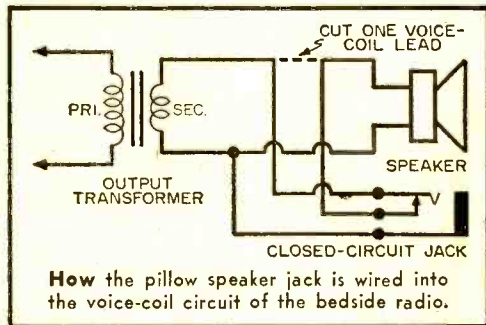 CUT ONE VOICE-
COIL LEAD
PRI.
SEC.
OUTPUT
TRANSFORMER
SPEAKER
CLOSED-CIRCUIT JACK
How the pillow speaker jack is wired into
the voice-coil circuit of the bedside radio.